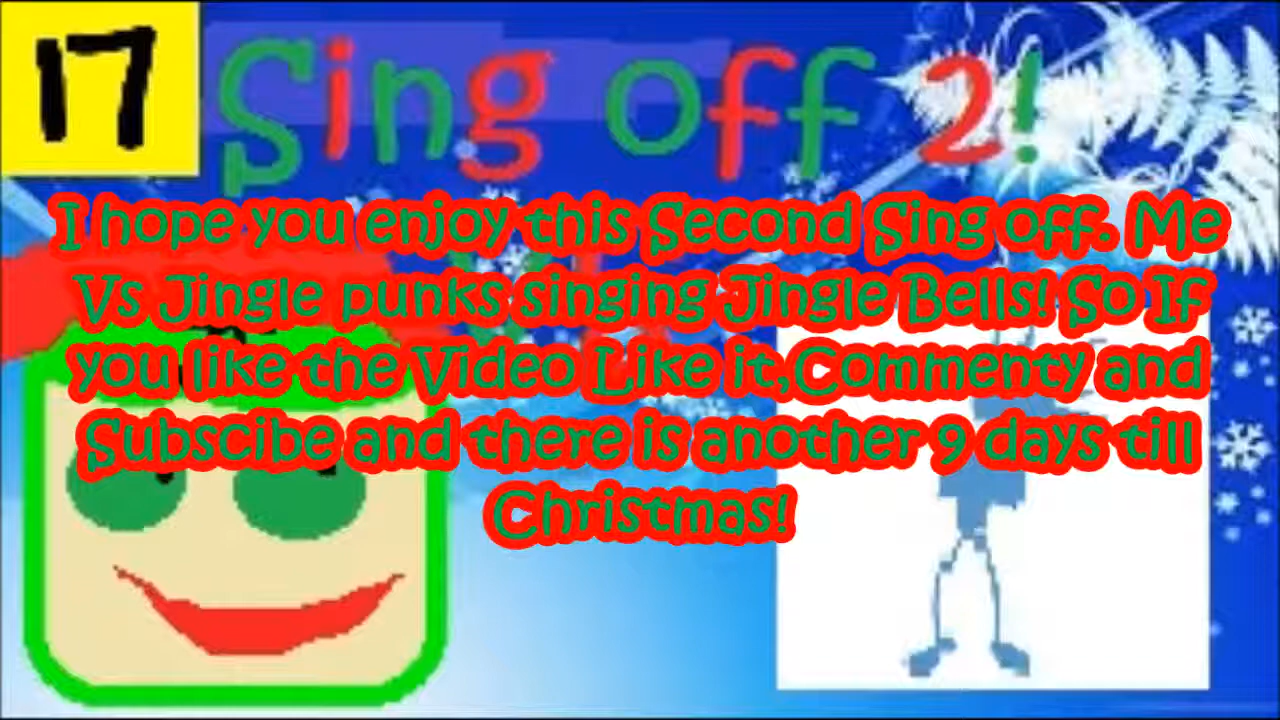 17
Sing off 2!
I hope you enjoy this Second Sing off. Me
Vs Jingle punks singing Jingle Bells! So If
you like the Video Like it,Commenty and
Subscibe and there is another 9 days till
Christmas!